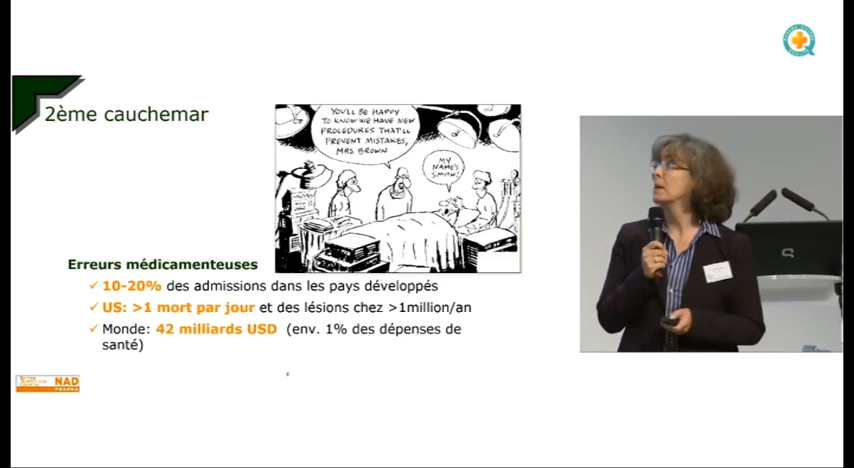 2ème cauchemar
YOU'LL BE HAPPY
TO KNOW WE HAVE NEW
PROCEDURES THAT'LL
PREVENT MISTAKES,
MRS. BROWN.
MY
NAME'S
SMITH!
Erreurs médicamenteuses
✓ 10-20% des admissions dans les pays développés
✓ US: >1 mort par jour et des lésions chez >1million/an
✓ Monde: 42 milliards USD (env. 1% des dépenses de
santé)
NAD
PHARMA